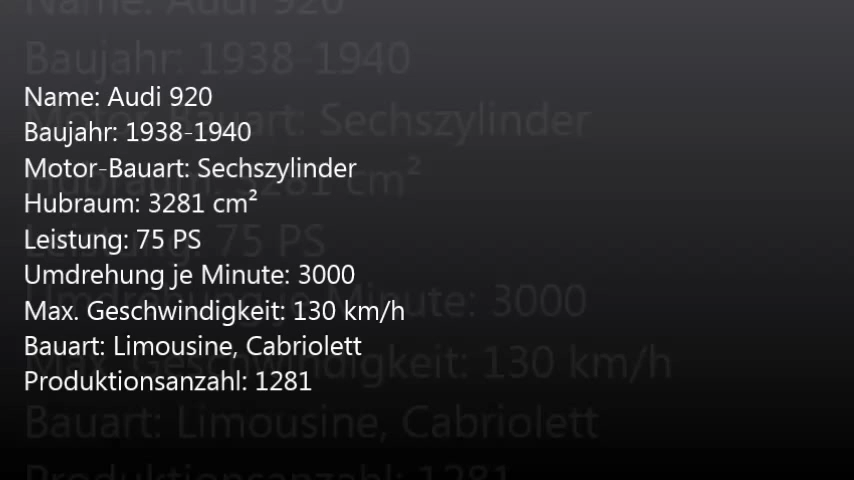 Name: Audi 920
Baujahr: 1938-1940
Motor-Bauart: Sechszylinder
Hubraum: 3281 cm²
Leistung: 75 PS
Umdrehung je Minute: 3000
Max. Geschwindigkeit: 130 km/h
Bauart: Limousine, Cabriolett
Produktionsanzahl: 1281